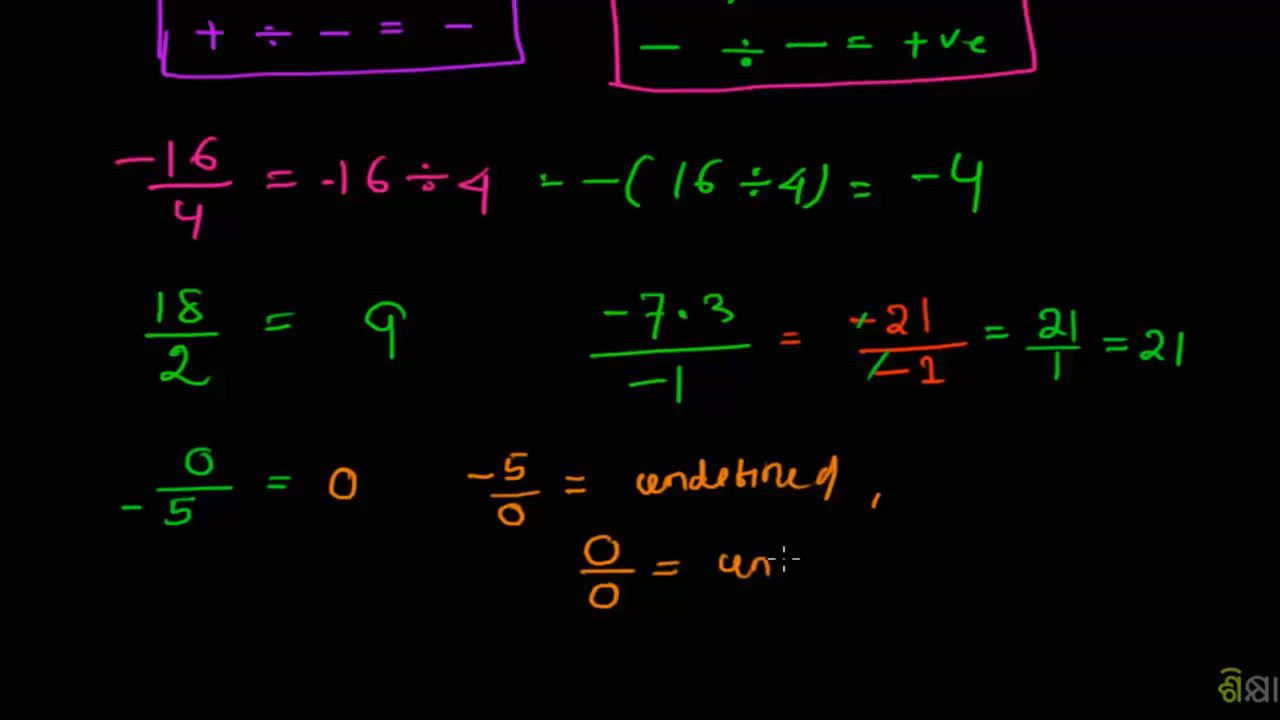 + ÷ − = −
− ÷ − = +ve
-16/4 = -16 ÷ 4 = -(16 ÷ 4) = -4
18/2 = 9
-7·3/-1 = -21/-1 = 21/1 = 21
0/-5 = 0
-5/0 = undefined,
0/0 = un
ଶିକ୍ଷା